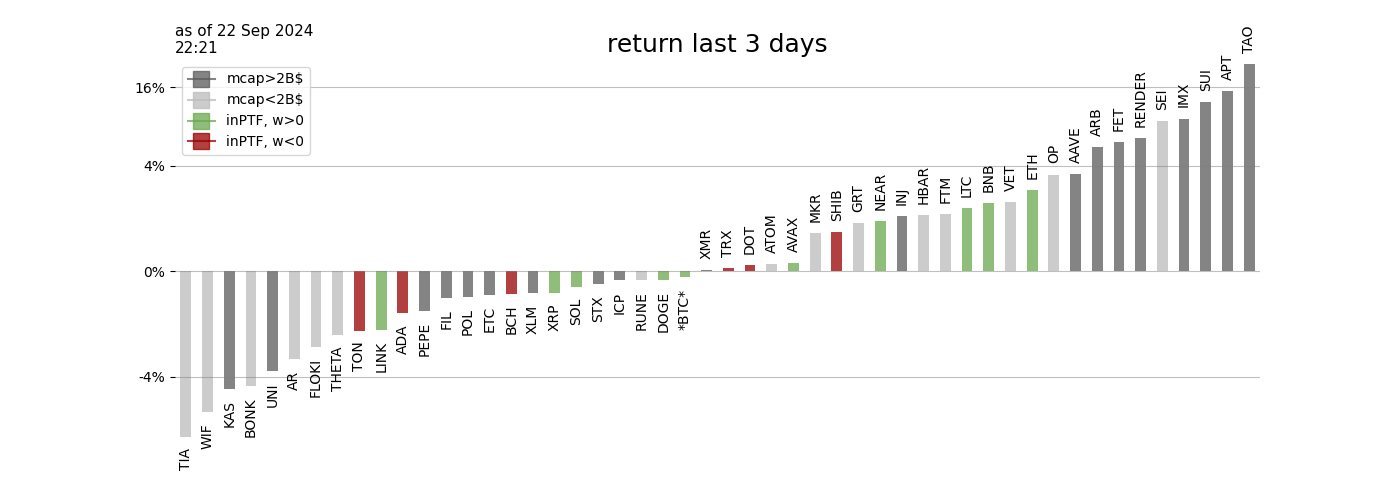 as of 22 Sep 2024
22:21
return last 3 days
mcap>2B$
mcap<2B$
inPTF, w>0
inPTF, w<0
16%
4%
0%
-4%
TIA
WIF
KAS
BONK
UNI
AR
FLOKI
THETA
TON
LINK
ADA
PEPE
FIL
POL
ETC
BCH
XLM
XRP
SOL
STX
ICP
RUNE
DOGE
*BTC*
XMR
TRX
DOT
ATOM
AVAX
MKR
SHIB
GRT
NEAR
INJ
HBAR
FTM
LTC
BNB
VET
ETH
OP
AAVE
ARB
FET
RENDER
SEI
IMX
SUI
APT
TAO